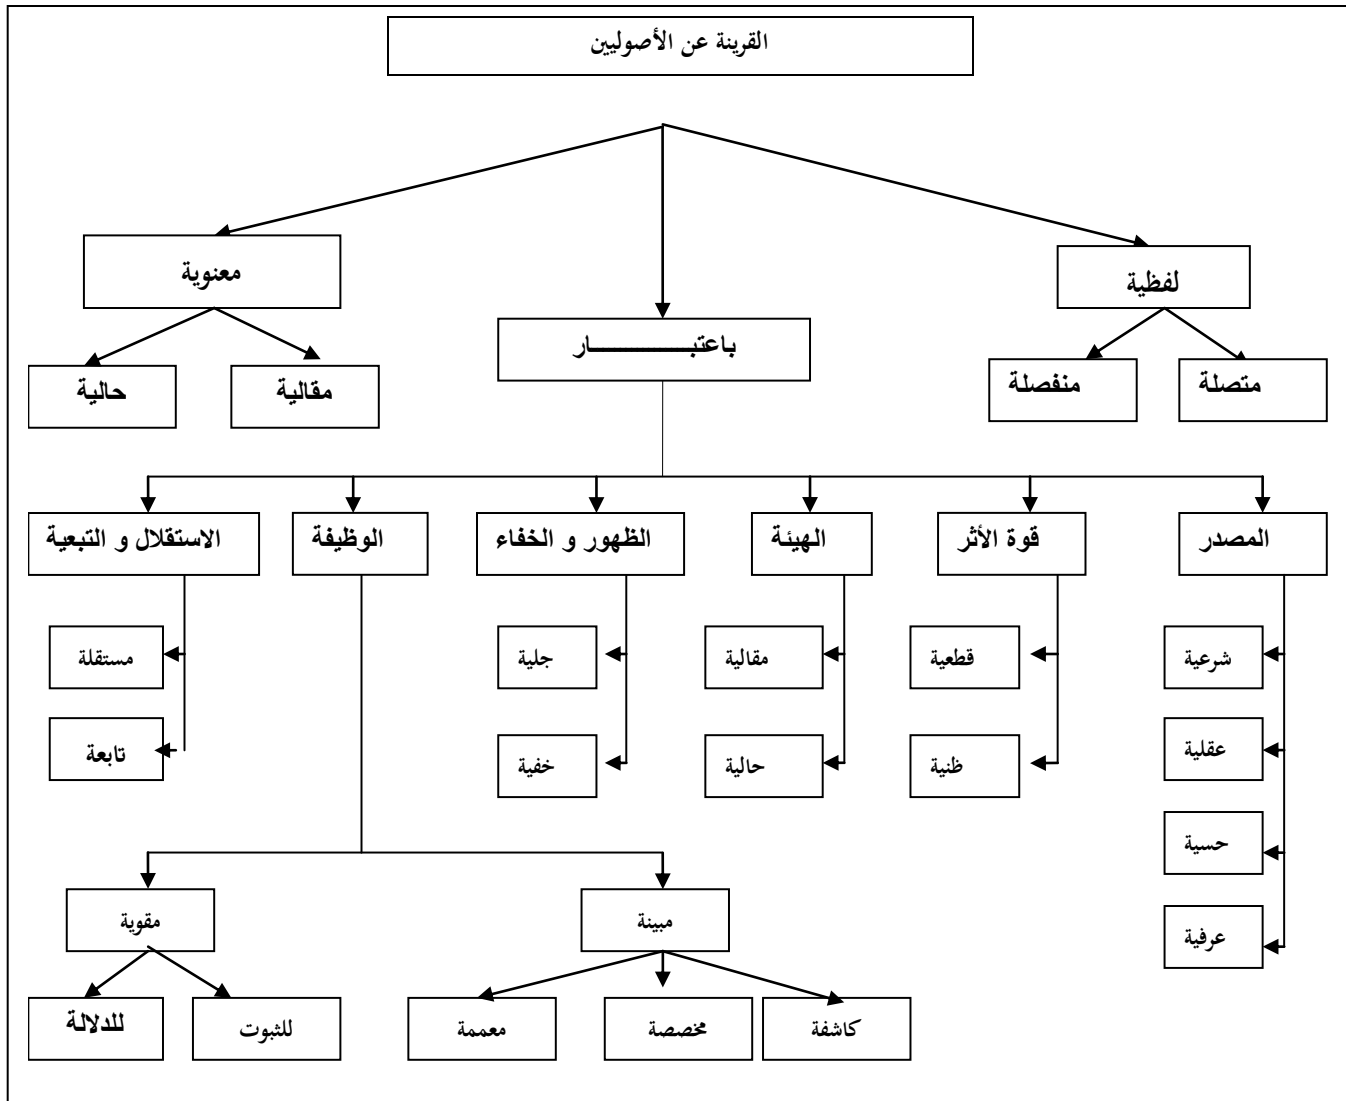 القرينة عن الأصوليين
لفظية
معنوية
باعتبـــــــــــار
متصلة
منفصلة
مقالية
حالية
المصدر
قوة الأثر
الهيئة
الظهور و الخفاء
الوظيفة
الاستقلال و التبعية
شرعية
قطعية
مقالية
جلية
مستقلة
عقلية
ظنية
حالية
خفية
تابعة
حسية
عرفية
مبينة
مقوية
كاشفة
مخصصة
معممة
للثبوت
للدلالة